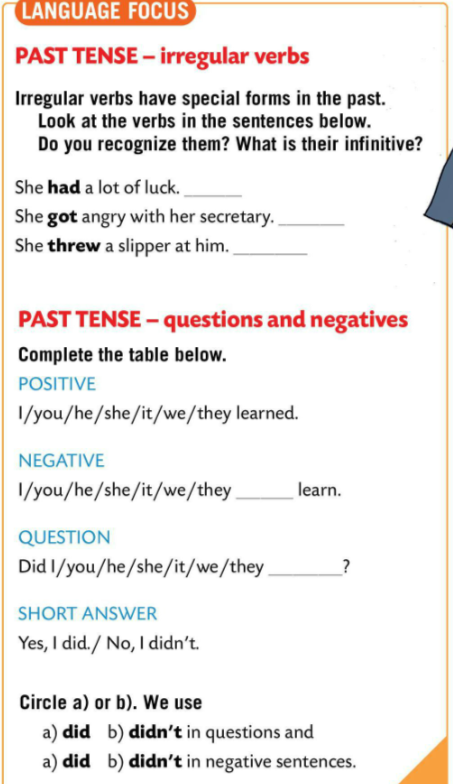 LANGUAGE FOCUS
PAST TENSE – irregular verbs
Irregular verbs have special forms in the past.
Look at the verbs in the sentences below.
Do you recognize them? What is their infinitive?
She had a lot of luck. ______
She got angry with her secretary. _______
She threw a slipper at him. ________
PAST TENSE – questions and negatives
Complete the table below.
POSITIVE
I/you/he/she/it/we/they learned.
NEGATIVE
I/you/he/she/it/we/they ______ learn.
QUESTION
Did I/you/he/she/it/we/they ________?
SHORT ANSWER
Yes, I did./ No, I didn't.
Circle a) or b). We use
a) did b) didn't in questions and
a) did b) didn't in negative sentences.